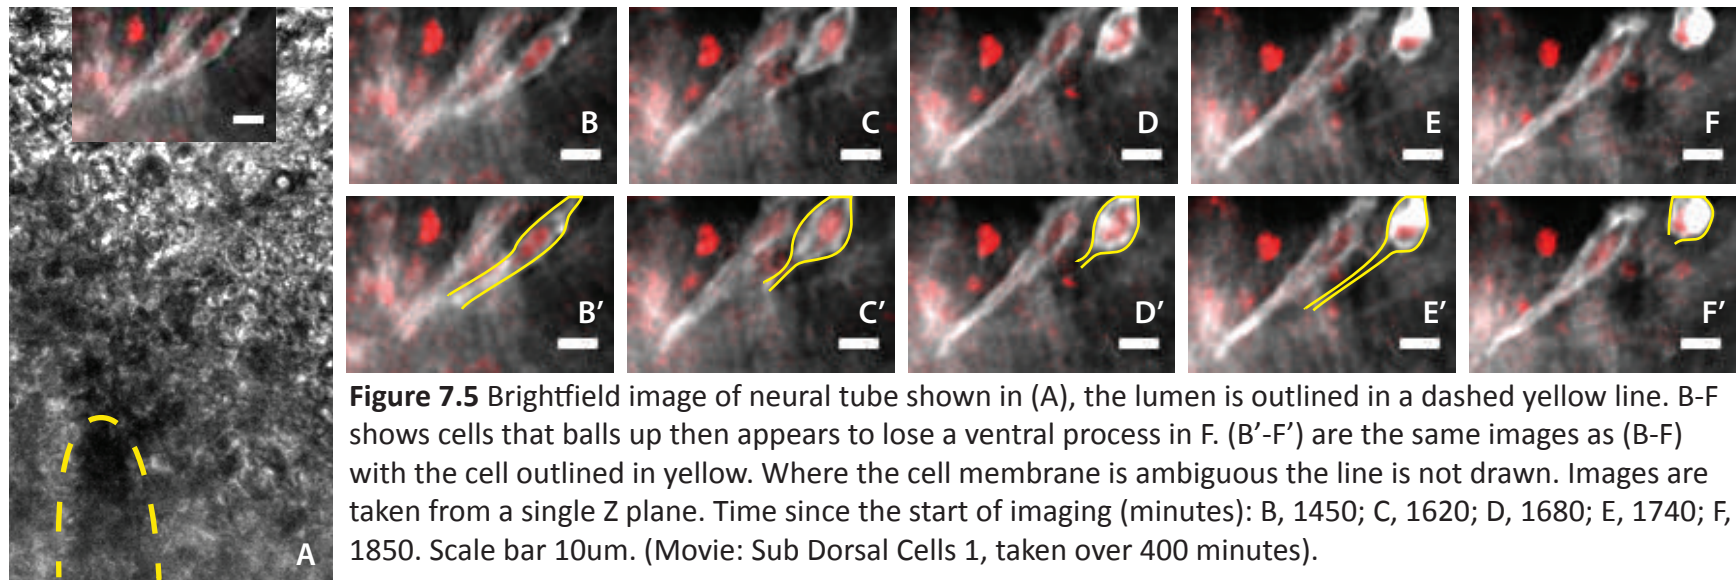 B
C
D
E
F
B’
C’
D’
E’
F’
A
Figure 7.5 Brightfield image of neural tube shown in (A), the lumen is outlined in a dashed yellow line. B-F
shows cells that balls up then appears to lose a ventral process in F. (B’-F’) are the same images as (B-F)
with the cell outlined in yellow. Where the cell membrane is ambiguous the line is not drawn. Images are
taken from a single Z plane. Time since the start of imaging (minutes): B, 1450; C, 1620; D, 1680; E, 1740; F,
1850. Scale bar 10um. (Movie: Sub Dorsal Cells 1, taken over 400 minutes).